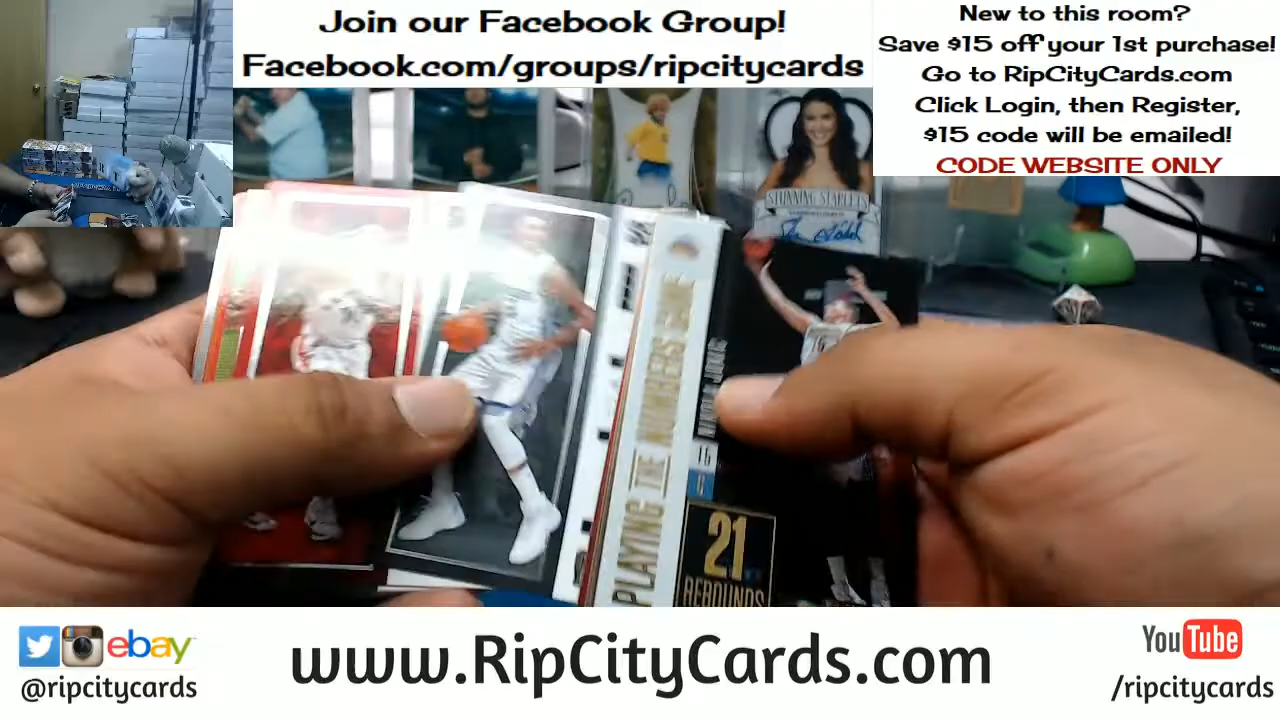 Join our Facebook Group!
Facebook.com/groups/ripcitycards
New to this room?
Save $15 off your 1st purchase!
Go to RipCityCards.com
Click Login, then Register,
$15 code will be emailed!
CODE WEBSITE ONLY
STUNNING STARLETS
PLAYING THE NUMBERS GAME
15
21
REBOUNDS
ebay
@ripcitycards
www.RipCityCards.com
YouTube
/ripcitycards